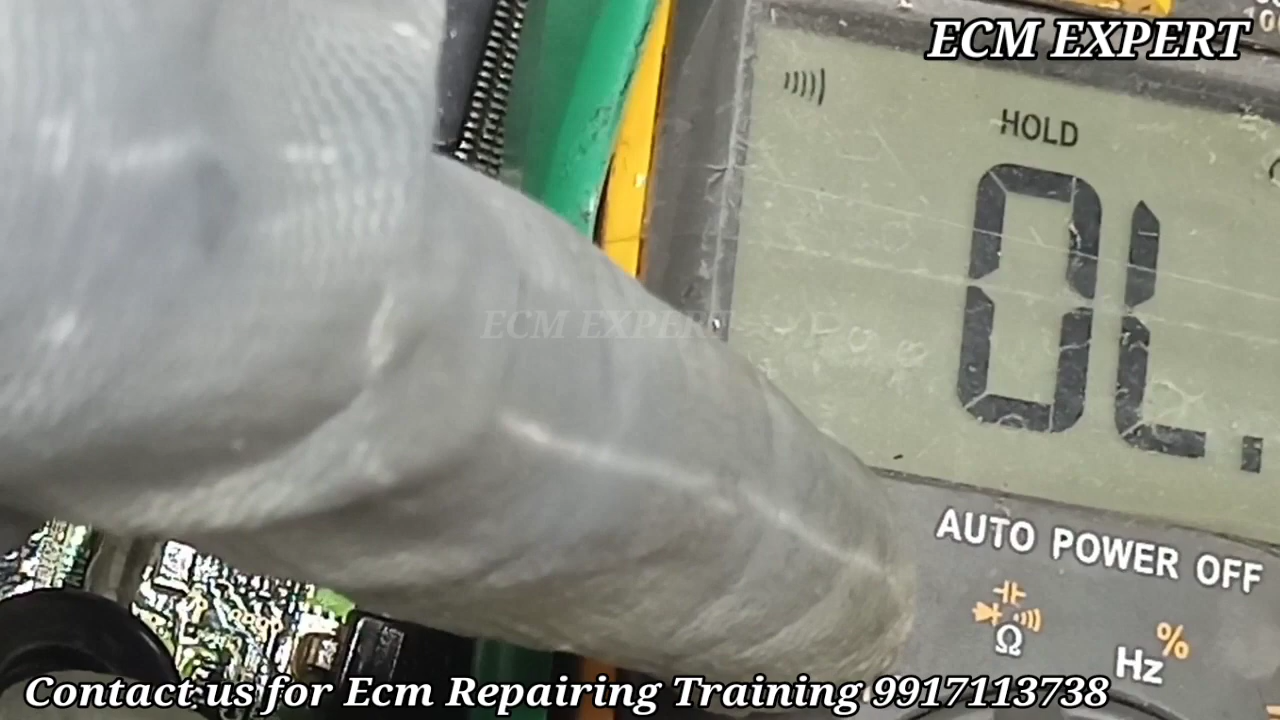 ECM EXPERT
HOLD
0L.
ECM EXPERT
AUTO POWER OFF
Ω
Hz %
Contact us for Ecm Repairing Training 9917113738